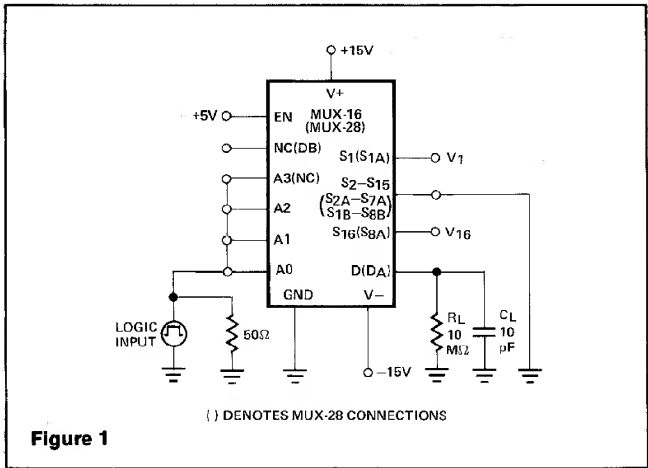 +15V
V+
+5V
EN
MUX-16
(MUX-28)
NC(DB)
S1(S1A)
V1
A3(NC)
S2–S15
(S2A–S7A)
(S1B–S8B)
A2
A1
S16(S8A)
V16
A0
D(DA)
GND
V–
LOGIC
INPUT
50Ω
RL
10
MΩ
CL
10
pF
–15V
( ) DENOTES MUX-28 CONNECTIONS
Figure 1